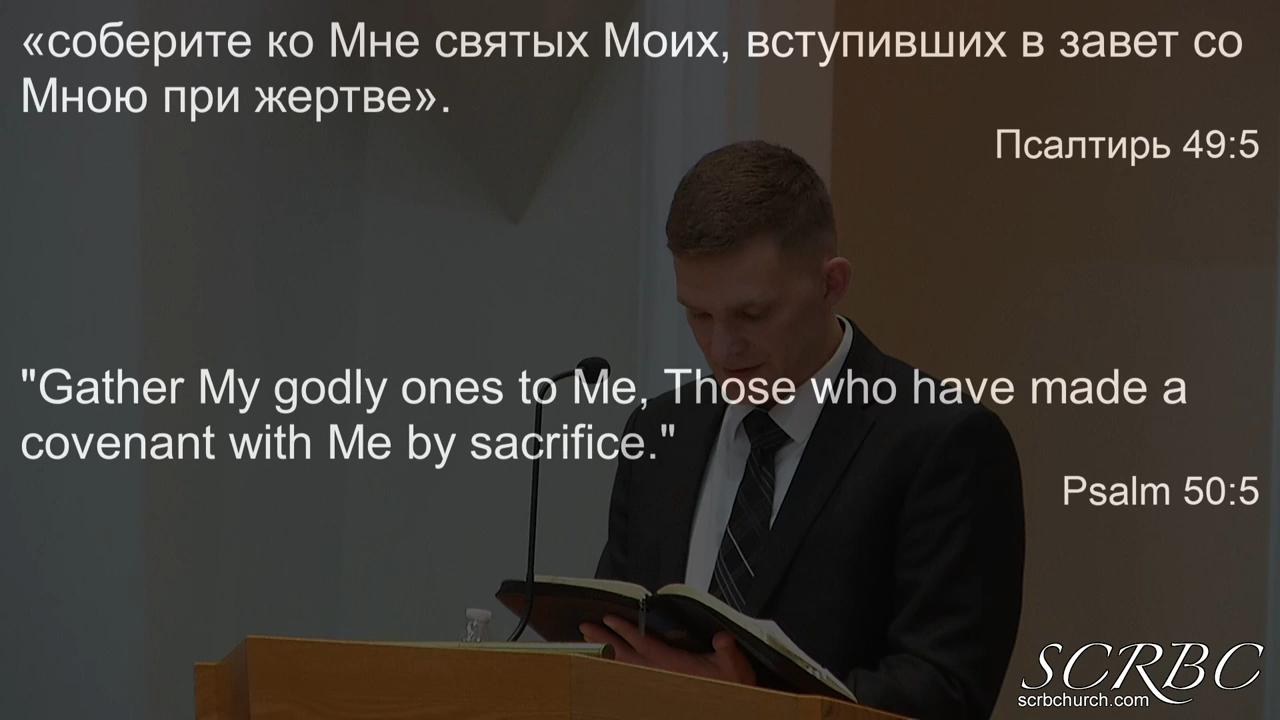 «соберите ко Мне святых Моих, вступивших в завет со
Мною при жертве».
Псалтирь 49:5
"Gather My godly ones to Me, Those who have made a
covenant with Me by sacrifice."
Psalm 50:5
SCRBC
scrbchurch.com